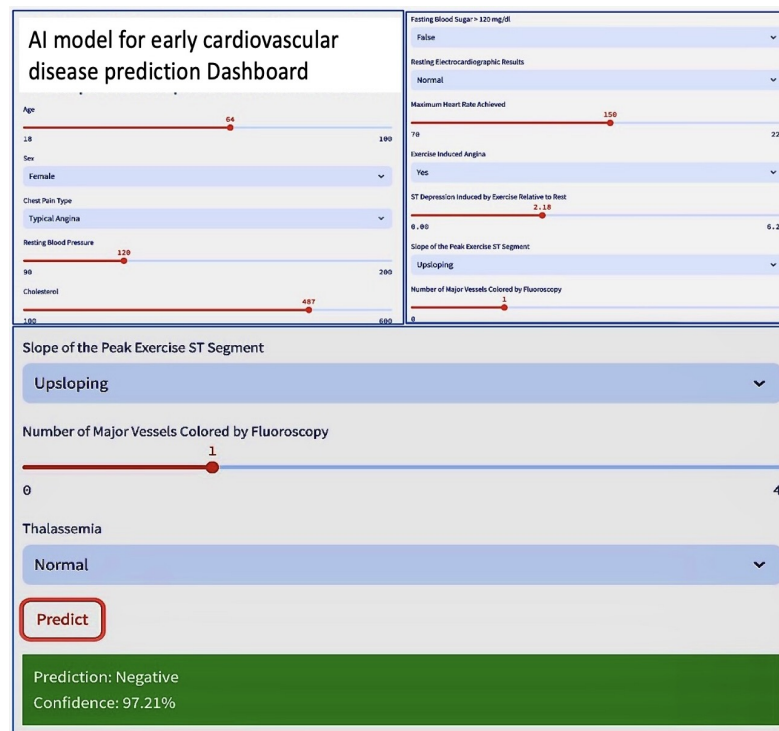 AI model for early cardiovascular
disease prediction Dashboard
Age
64
18 100
Sex
Female
Chest Pain Type
Typical Angina
Resting Blood Pressure
120
90 200
Cholesterol
487
100 600
Fasting Blood Sugar > 120 mg/dl
False
Resting Electrocardiographic Results
Normal
Maximum Heart Rate Achieved
150
70 22
Exercise Induced Angina
Yes
ST Depression Induced by Exercise Relative to Rest
2.18
0.00 6.2
Slope of the Peak Exercise ST Segment
Upsloping
Number of Major Vessels Colored by Fluoroscopy
1
0
Slope of the Peak Exercise ST Segment
Upsloping
Number of Major Vessels Colored by Fluoroscopy
1
0 4
Thalassemia
Normal
Predict
Prediction: Negative
Confidence: 97.21%